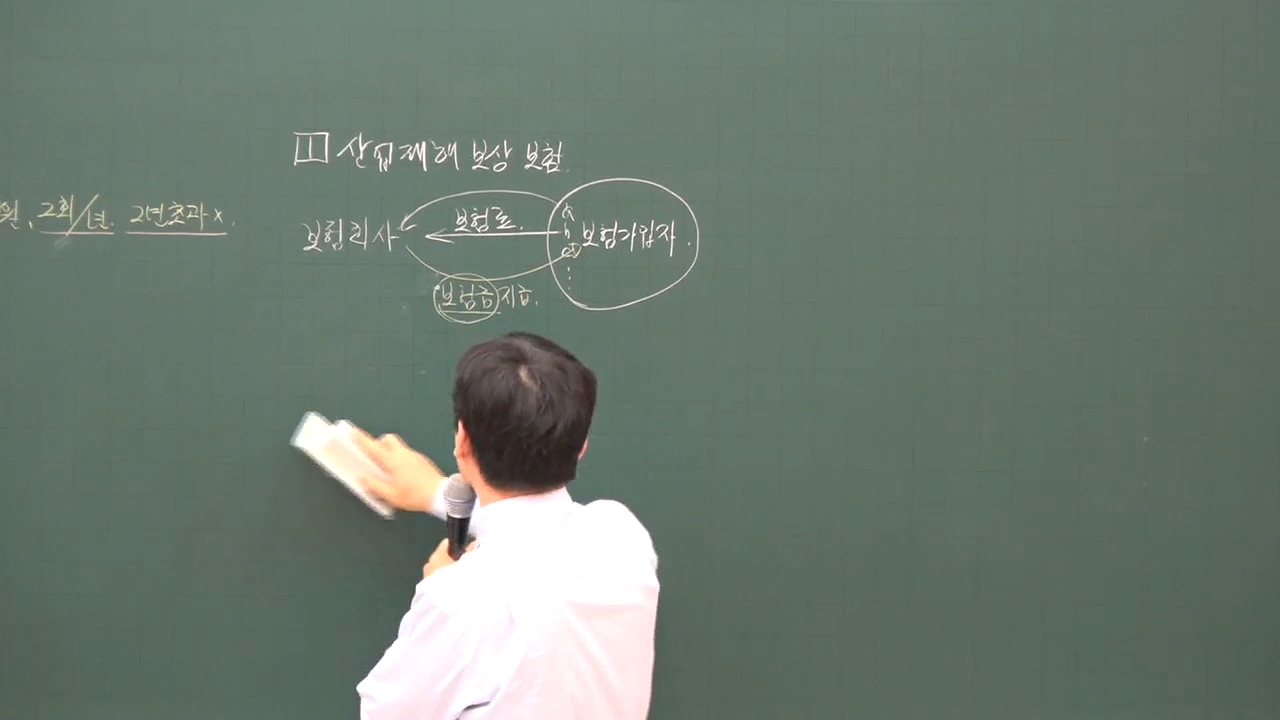 1 산업재해 보상 보험.
원, 2회/년. 2년초과 x.
보험회사 보험료. 보험가입자.
보험금 지급.